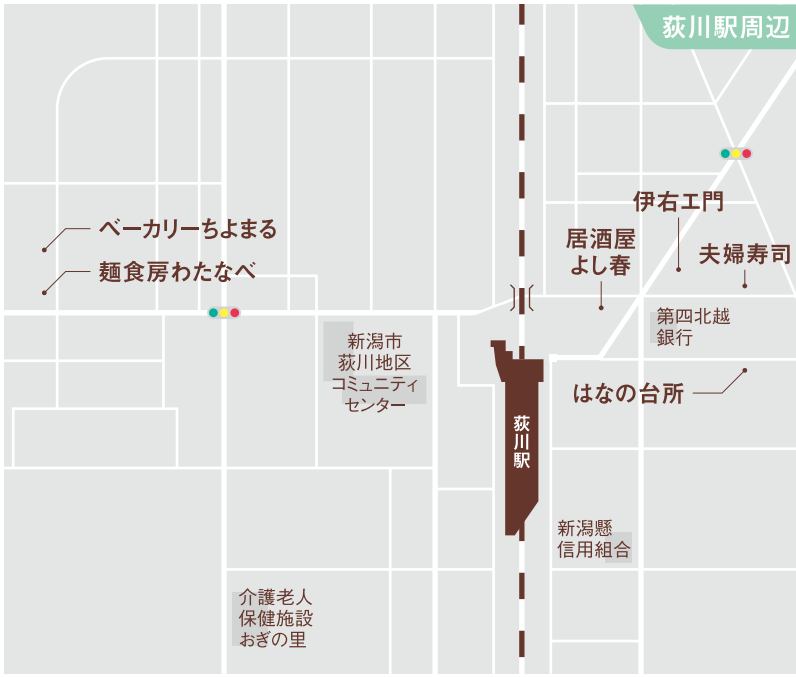 荻川駅周辺
伊右エ門
ベーカリーちよまる
居酒屋
よし春
夫婦寿司
麺食房わたなべ
第四北越
銀行
新潟市
荻川地区
コミュニティ
センター
はなの台所
荻川駅
新潟懸
信用組合
介護老人
保健施設
おぎの里